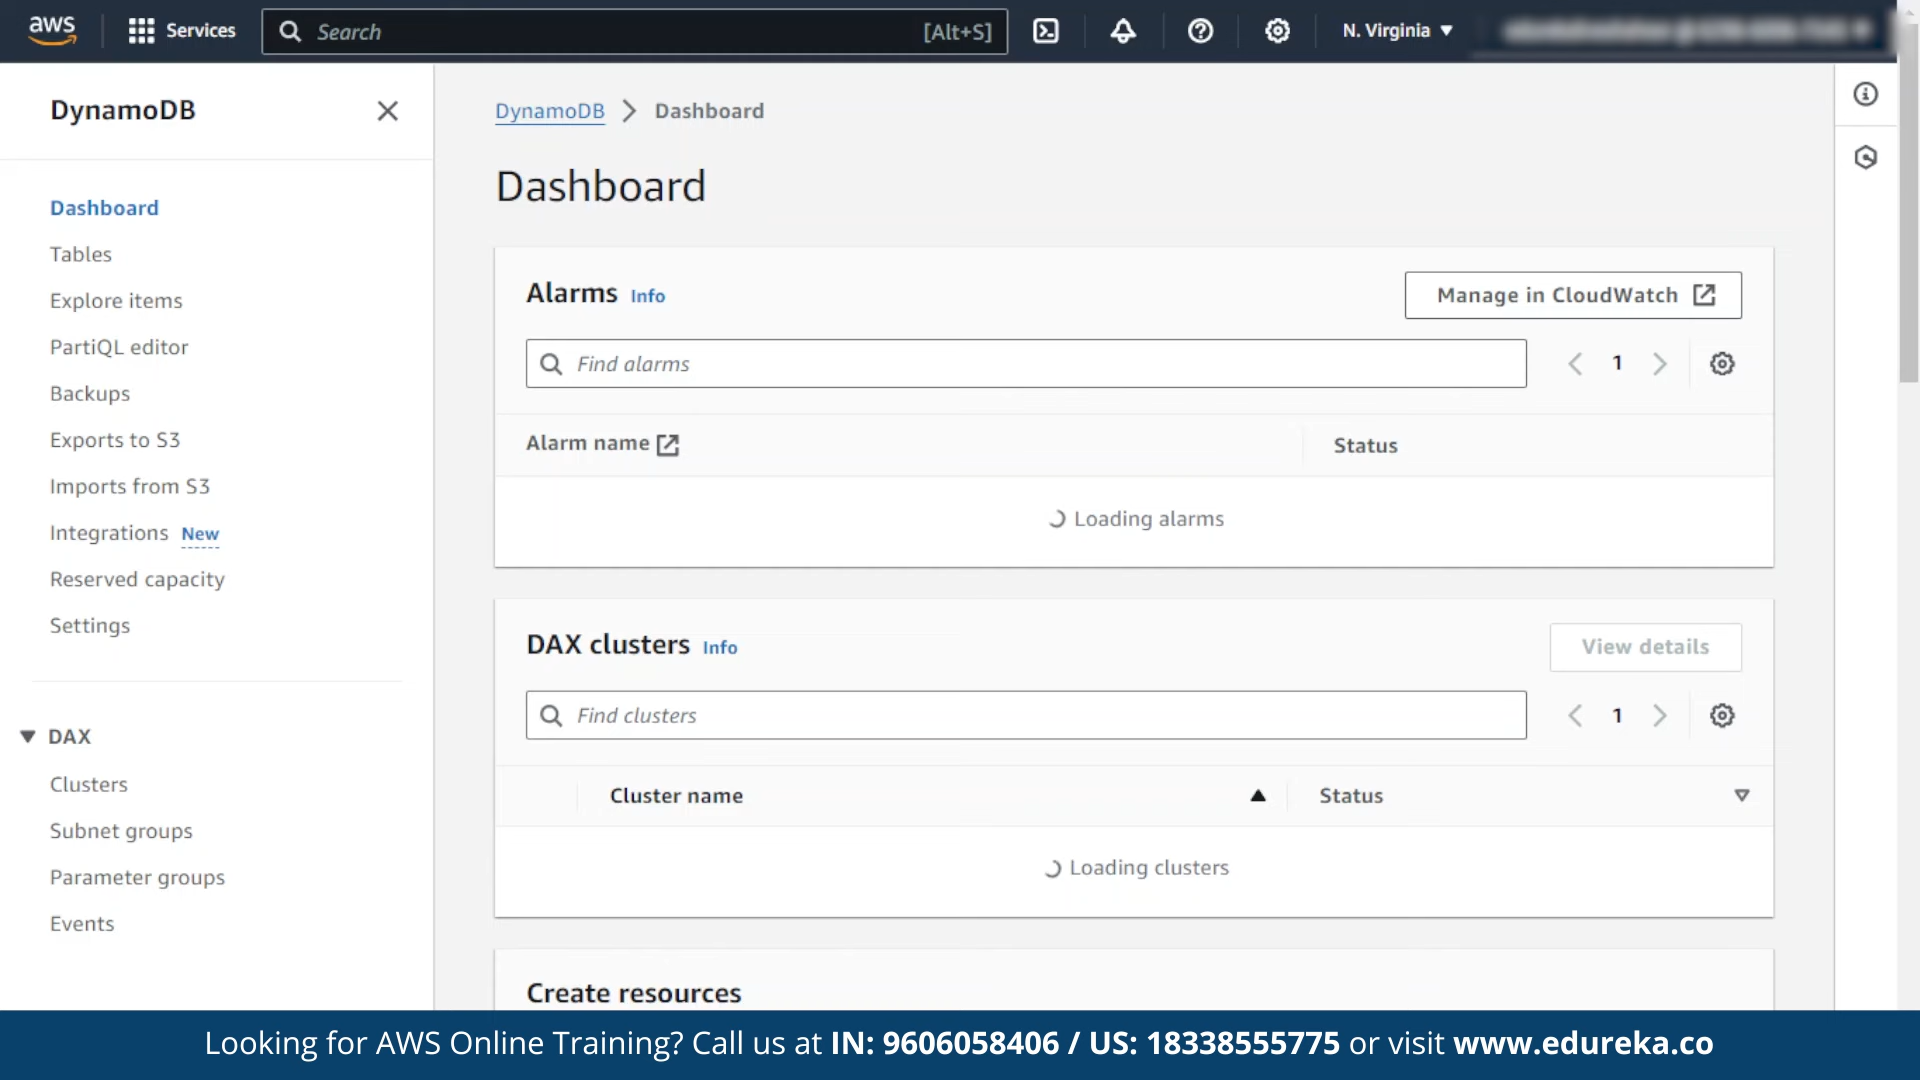 aws
Services
Search
[Alt+S]
N. Virginia
DynamoDB
Dashboard
Tables
Explore items
PartiQL editor
Backups
Exports to S3
Imports from S3
Integrations New
Reserved capacity
Settings
DAX
Clusters
Subnet groups
Parameter groups
Events
DynamoDB Dashboard
Dashboard
Alarms Info
Manage in CloudWatch
Find alarms
1
Alarm name Status
Loading alarms
DAX clusters Info
View details
Find clusters
1
Cluster name Status
Loading clusters
Create resources
Looking for AWS Online Training? Call us at IN: 9606058406 / US: 18338555775 or visit www.edureka.co